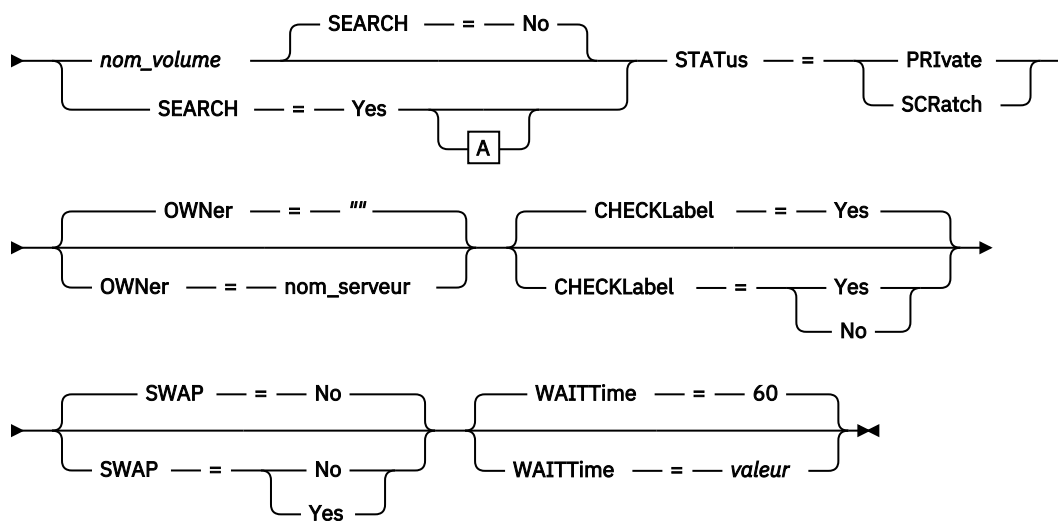 SEARCH = No
nom_volume STATus = PRIvate
SEARCH = Yes SCRatch
A
OWNer = "" CHECKLabel = Yes
OWNer = nom_serveur CHECKLabel = Yes
No
SWAP = No WAITTime = 60
SWAP = No WAITTime = valeur
Yes